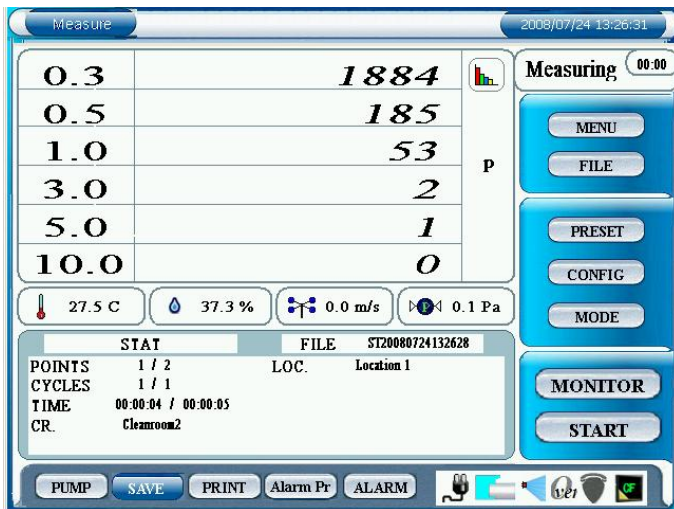 Measure 2008/07/24 13:26:31
0.3 1884
Measuring 00:00
0.5 185
1.0 53
P
3.0 2
5.0 1
10.0 0
MENU
FILE
PRESET
CONFIG
MODE
27.5 C 37.3 % 0.0 m/s P 0.1 Pa
STAT FILE ST20080724132628
POINTS 1 / 2 LOC. Location 1
CYCLES 1 / 1
TIME 00:00:04 / 00:00:05
CR. Cleanroom2
MONITOR
START
PUMP SAVE PRINT Alarm Pr ALARM Over CF